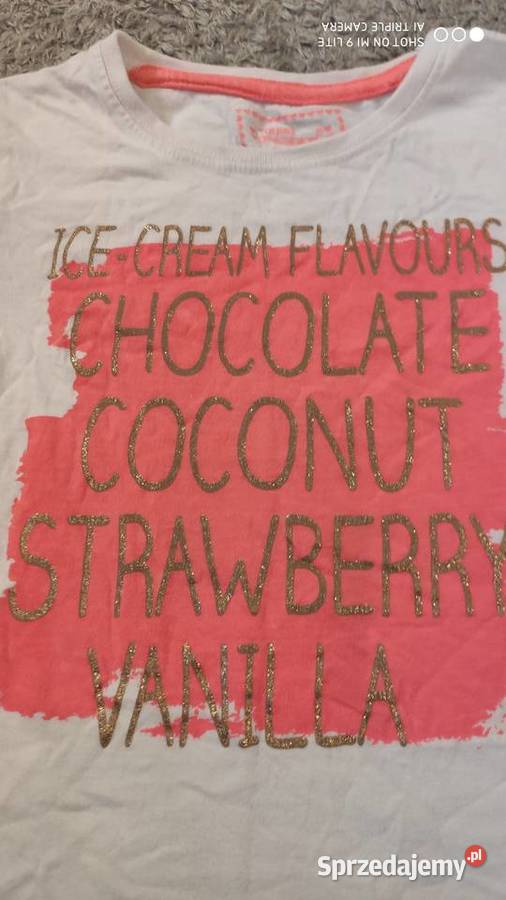 SHOT ON MI 9 LITE
AI TRIPLE CAMERA
ICE-CREAM FLAVOURS
CHOCOLATE
COCONUT
STRAWBERRY
VANILLA
Sprzedajemy.pl